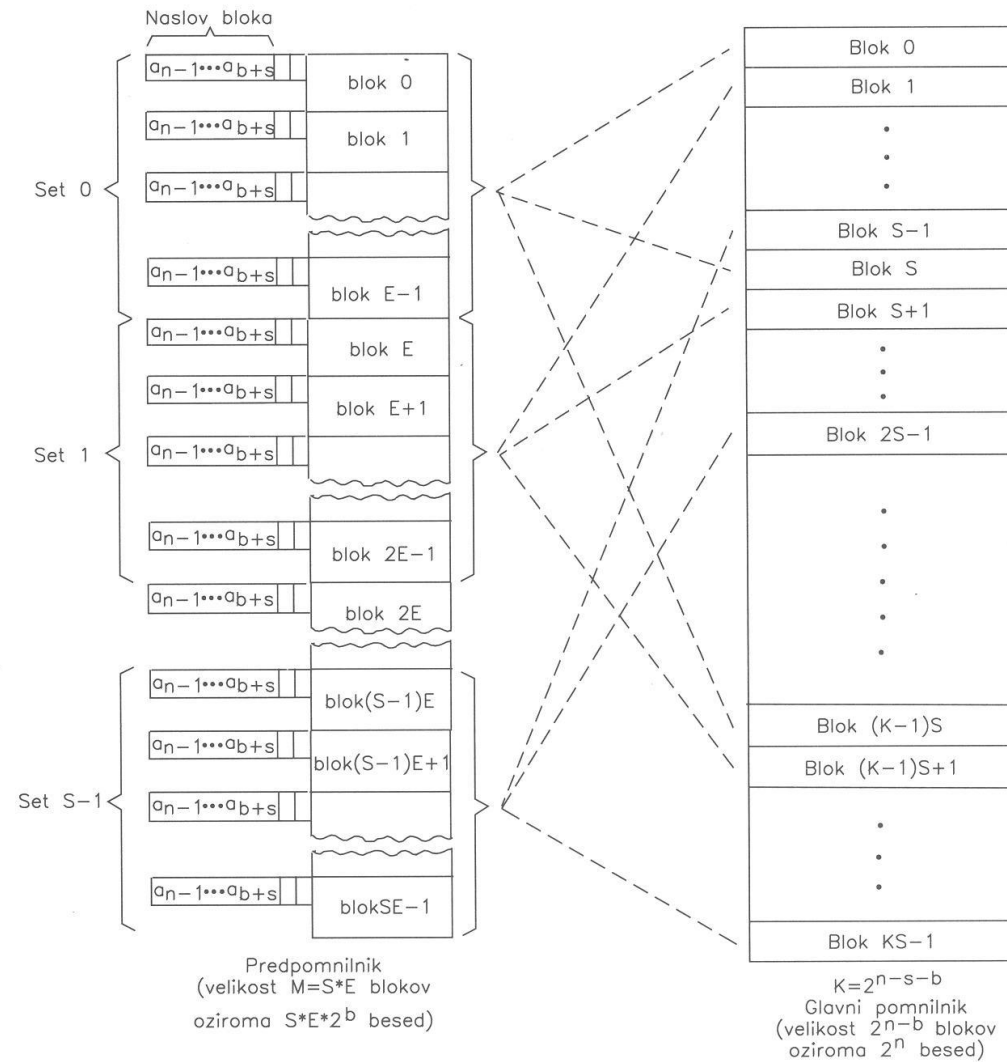 Naslov bloka
an-1•••ab+s
blok 0
an-1•••ab+s
blok 1
an-1•••ab+s
Set 0
an-1•••ab+s
blok E-1
an-1•••ab+s
blok E
an-1•••ab+s
blok E+1
an-1•••ab+s
Set 1
an-1•••ab+s
blok 2E-1
an-1•••ab+s
blok 2E
an-1•••ab+s
blok(S-1)E
an-1•••ab+s
blok(S-1)E+1
an-1•••ab+s
Set S-1
an-1•••ab+s
blokSE-1
Predpomnilnik
(velikost M=S*E blokov
oziroma S*E*2^b besed)
Blok 0
Blok 1
Blok S-1
Blok S
Blok S+1
Blok 2S-1
Blok (K-1)S
Blok (K-1)S+1
Blok KS-1
K=2^n-s-b
Glavni pomnilnik
(velikost 2^n-b blokov
oziroma 2^n besed)